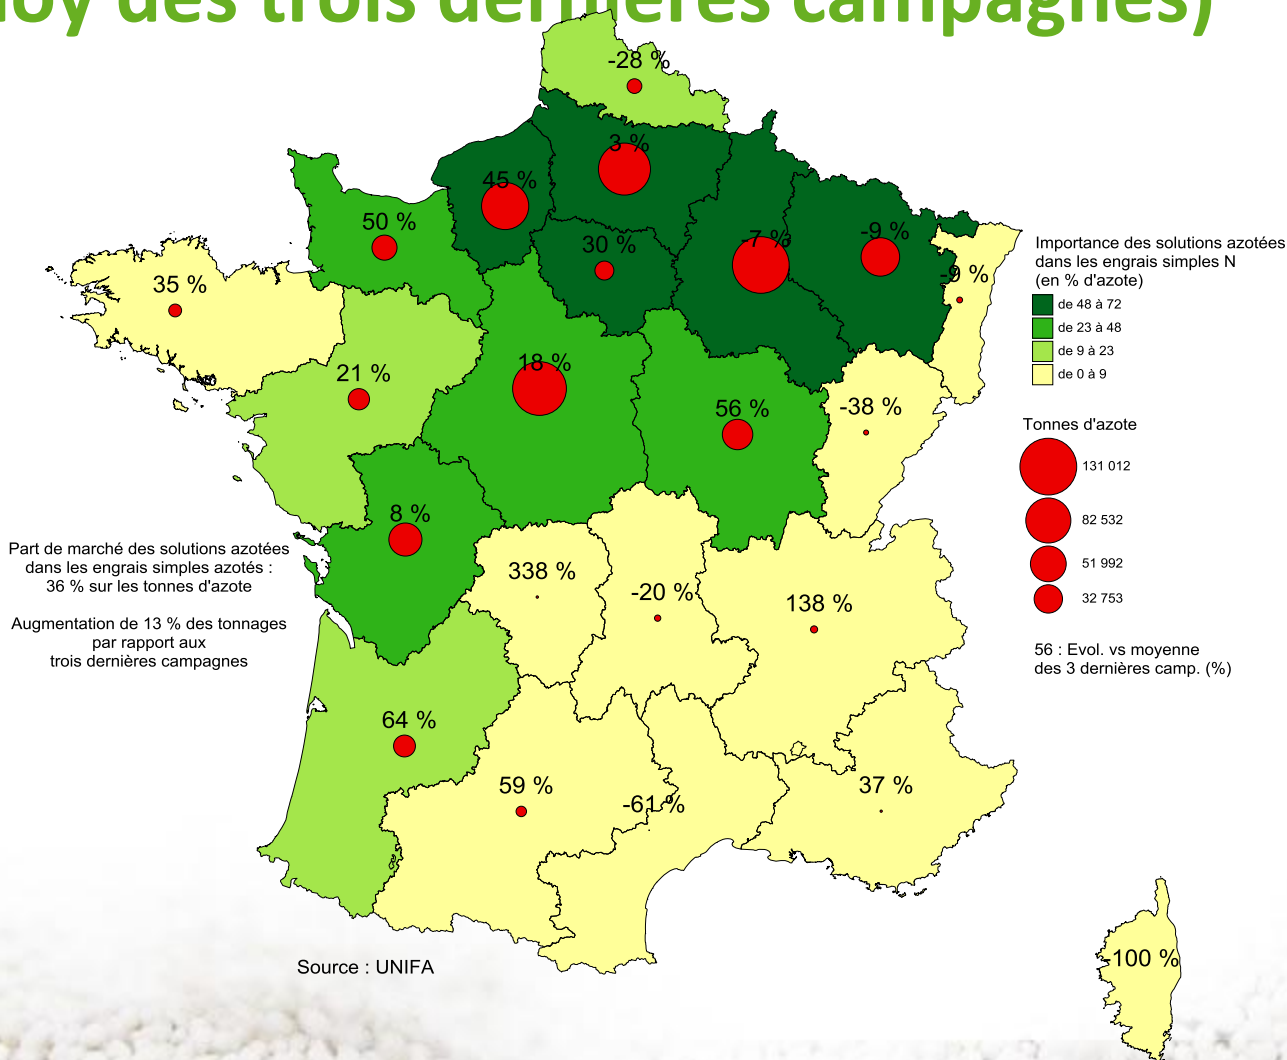 oy des trois dernières campagnes)
-28 %
3 %
45 %
50 %
30 %
-7 %
-9 %
-9 %
35 %
21 %
18 %
56 %
-38 %
8 %
338 %
-20 %
138 %
64 %
59 %
-61 %
37 %
-100 %
Importance des solutions azotées
dans les engrais simples N
(en % d'azote)
de 48 à 72
de 23 à 48
de 9 à 23
de 0 à 9
Tonnes d'azote
131 012
82 532
51 992
32 753
56 : Evol. vs moyenne
des 3 dernières camp. (%)
Part de marché des solutions azotées
dans les engrais simples azotés :
36 % sur les tonnes d'azote
Augmentation de 13 % des tonnages
par rapport aux
trois dernières campagnes
Source : UNIFA